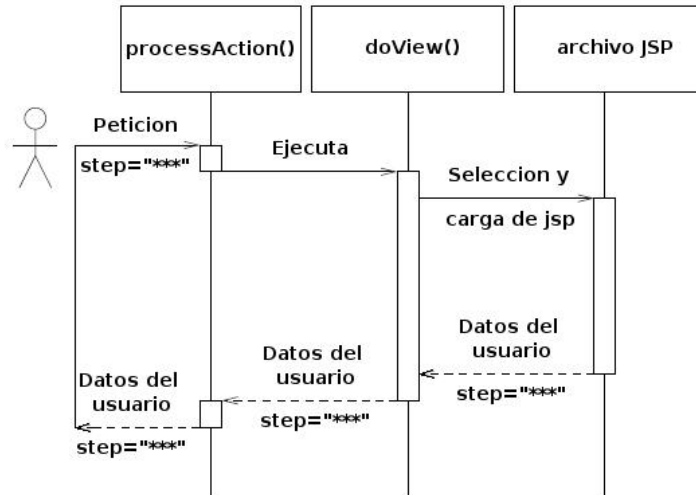 processAction()
doView()
archivo JSP
Peticion
step="***"
Ejecuta
Seleccion y
carga de jsp
Datos del
usuario
step="***"
Datos del
usuario
step="***"
Datos del
usuario
step="***"